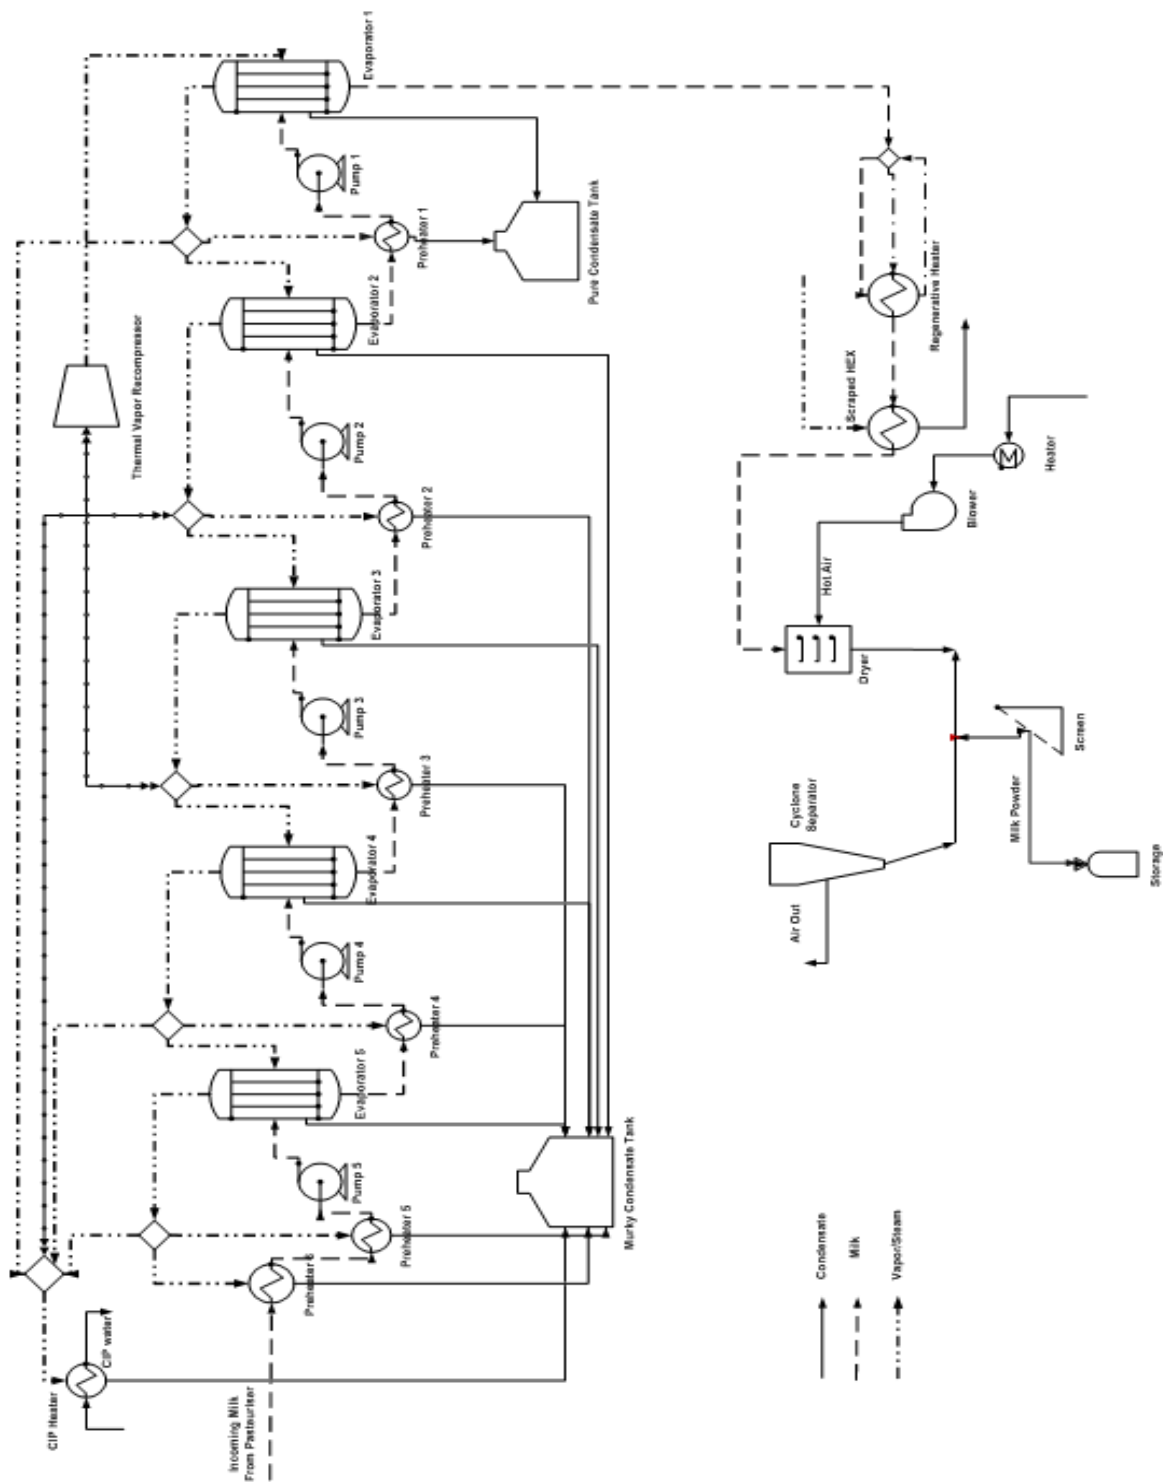 CIP Heater
CIP water
Thermal Vapor Recompressor
Incoming Milk
From Pasteuriser
Preheater 6
Pump 5
Evaporator 5
Pump 4
Evaporator 4
Pump 3
Evaporator 3
Pump 2
Evaporator 2
Pump 1
Evaporator 1
Preheater 5
Preheater 4
Preheater 3
Preheater 2
Preheater 1
Murky Condensate Tank
Pure Condensate Tank
Air Out
Cyclone
Separator
Hot Air
Dryer
Scraped HEX
Regenerative Heater
Condensate
Milk
Vapor/Steam
Blower
Milk Powder
Heater
Screen
Storage